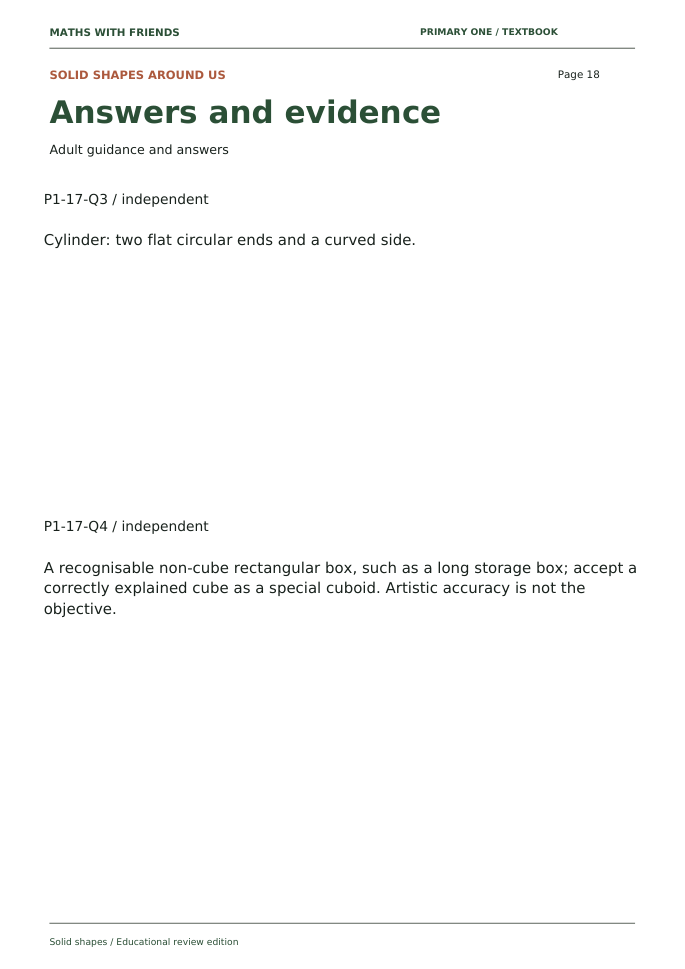 MATHS WITH FRIENDS
PRIMARY ONE / TEXTBOOK
SOLID SHAPES AROUND US
Page 18
Answers and evidence
Adult guidance and answers
P1-17-Q3 / independent
Cylinder: two flat circular ends and a curved side.
P1-17-Q4 / independent
A recognisable non-cube rectangular box, such as a long storage box; accept a
correctly explained cube as a special cuboid. Artistic accuracy is not the
objective.
Solid shapes / Educational review edition